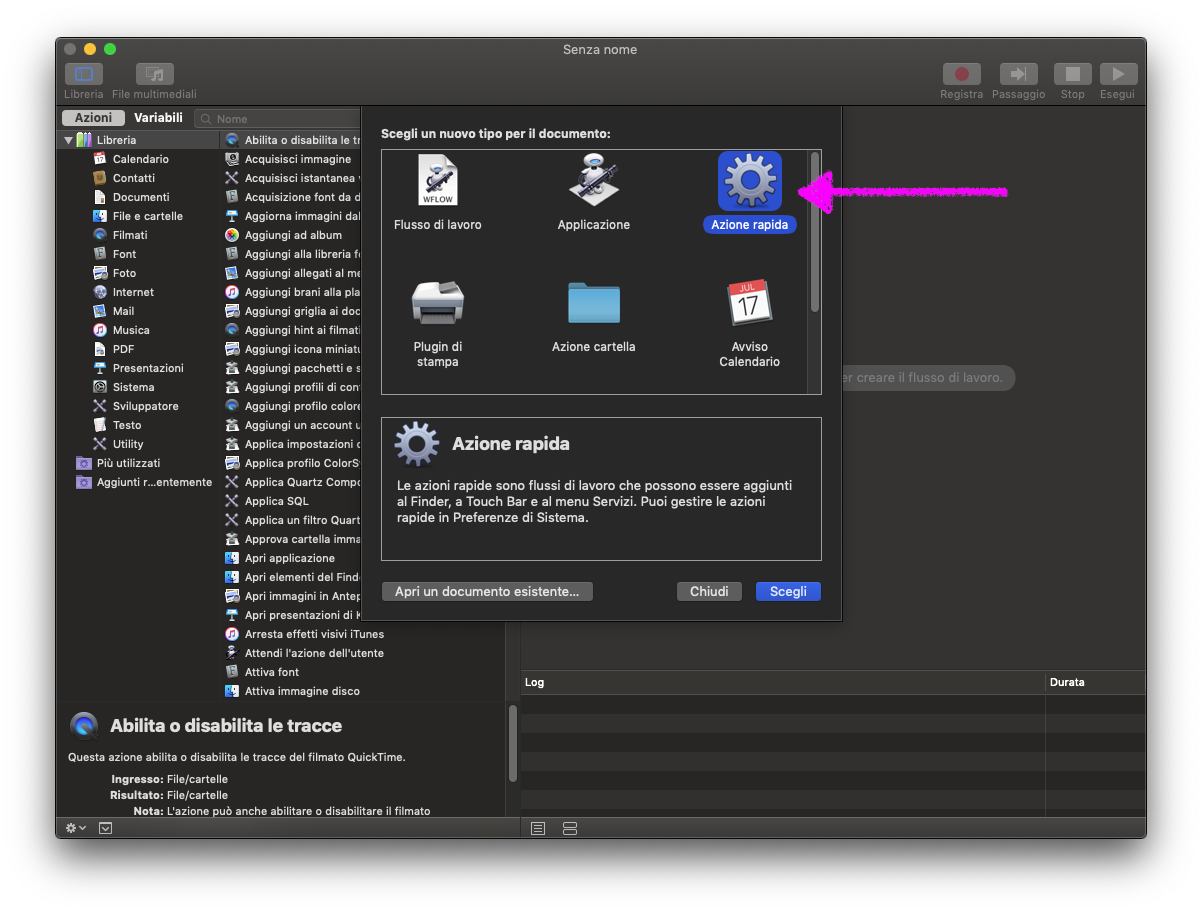 Senza nome
Libreria
File multimediali
Registra
Passaggio
Stop
Esegui
Azioni
Variabili
Nome
Libreria
Calendario
Contatti
Documenti
File e cartelle
Filmati
Font
Foto
Internet
Mail
Musica
PDF
Presentazioni
Sistema
Sviluppatore
Testo
Utility
Più utilizzati
Aggiunti r...entemente
Abilita o disabilita le tr
Acquisisci immagine
Acquisisci istantanea
Acquisizione font da d
Aggiorna immagini dal
Aggiungi ad album
Aggiungi alla libreria f
Aggiungi allegati al me
Aggiungi brani alla pla
Aggiungi griglia ai doc
Aggiungi hint ai filmati
Aggiungi icona miniatu
Aggiungi pacchetti e s
Aggiungi profili di con
Aggiungi profilo colore
Aggiungi un account u
Applica impostazioni
Applica profilo ColorSy
Applica Quartz Compo
Applica SQL
Applica un filtro Quart
Approva cartella imma
Apri applicazione
Apri elementi del Finde
Apri immagini in Antep
Apri presentazioni di K
Arresta effetti visivi iTunes
Attendi l'azione dell'utente
Attiva font
Attiva immagine disco
Scegli un nuovo tipo per il documento:
WFLOW
Flusso di lavoro
Applicazione
Azione rapida
JUL
17
Plugin di
stampa
Azione cartella
Avviso
Calendario
er creare il flusso di lavoro.
Azione rapida
Le azioni rapide sono flussi di lavoro che possono essere aggiunti
al Finder, a Touch Bar e al menu Servizi. Puoi gestire le azioni
rapide in Preferenze di Sistema.
Apri un documento esistente...
Chiudi
Scegli
Log
Durata
Abilita o disabilita le tracce
Questa azione abilita o disabilita le tracce del filmato QuickTime.
Ingresso: File/cartelle
Risultato: File/cartelle
Nota: L'azione può anche abilitare o disabilitare il filmato